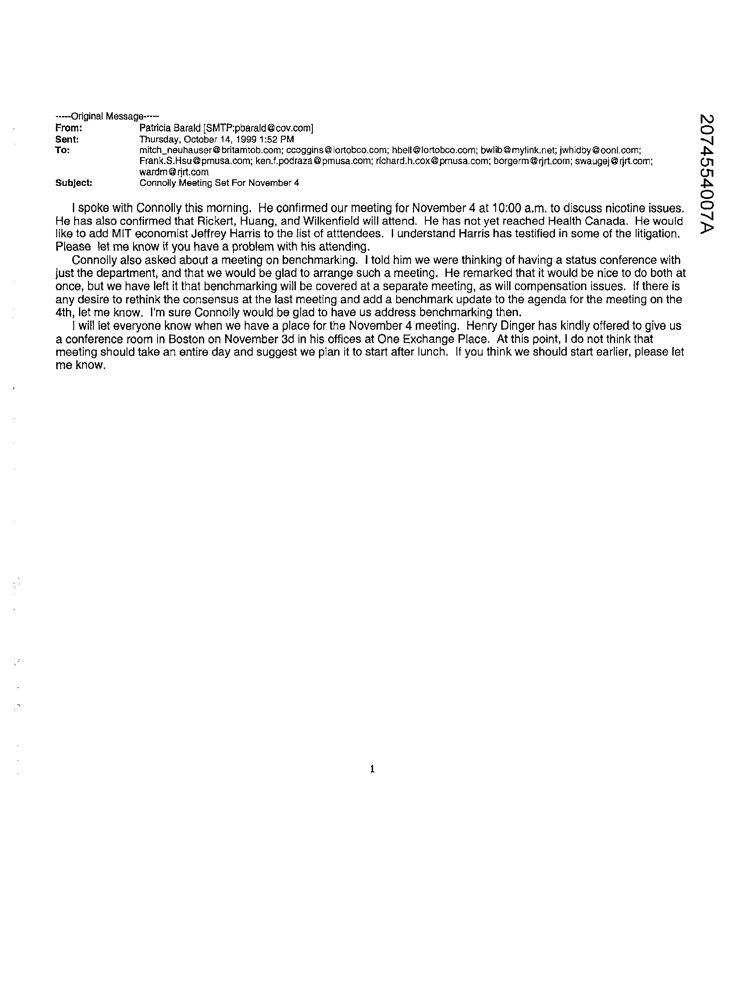 -----Original Message-----
From: Patricia Barald [SMTP:pbarald@cov.com]
Sent: Thursday, October 14, 1999 1:52 PM
To: mitch_neuhauser@britamtob.com; ccoggins@lortobco.com; hbell@lortobco.com; bwlib@mylink.net; jwhidby@oonl.com;
Frank.S.Hsu@pmusa.com; ken.f.podraza@pmusa.com; richard.h.cox@pmusa.com; borgerm@rjrt.com; swaugej@rjrt.com;
wardm@rjrt.com
Subject: Connolly Meeting Set For November 4
I spoke with Connolly this morning. He confirmed our meeting for November 4 at 10:00 a.m. to discuss nicotine issues.
He has also confirmed that Rickert, Huang, and Wilkenfield will attend. He has not yet reached Health Canada. He would
like to add MIT economist Jeffrey Harris to the list of atttendees. I understand Harris has testified in some of the litigation.
Please let me know if you have a problem with his attending.
Connolly also asked about a meeting on benchmarking. I told him we were thinking of having a status conference with
just the department, and that we would be glad to arrange such a meeting. He remarked that it would be nice to do both at
once, but we have left it that benchmarking will be covered at a separate meeting, as will compensation issues. If there is
any desire to rethink the consensus at the last meeting and add a benchmark update to the agenda for the meeting on the
4th, let me know. I'm sure Connolly would be glad to have us address benchmarking then.
I will let everyone know when we have a place for the November 4 meeting. Henry Dinger has kindly offered to give us
a conference room in Boston on November 3d in his offices at One Exchange Place. At this point, I do not think that
meeting should take an entire day and suggest we plan it to start after lunch. If you think we should start earlier, please let
me know.
2074554007A
1